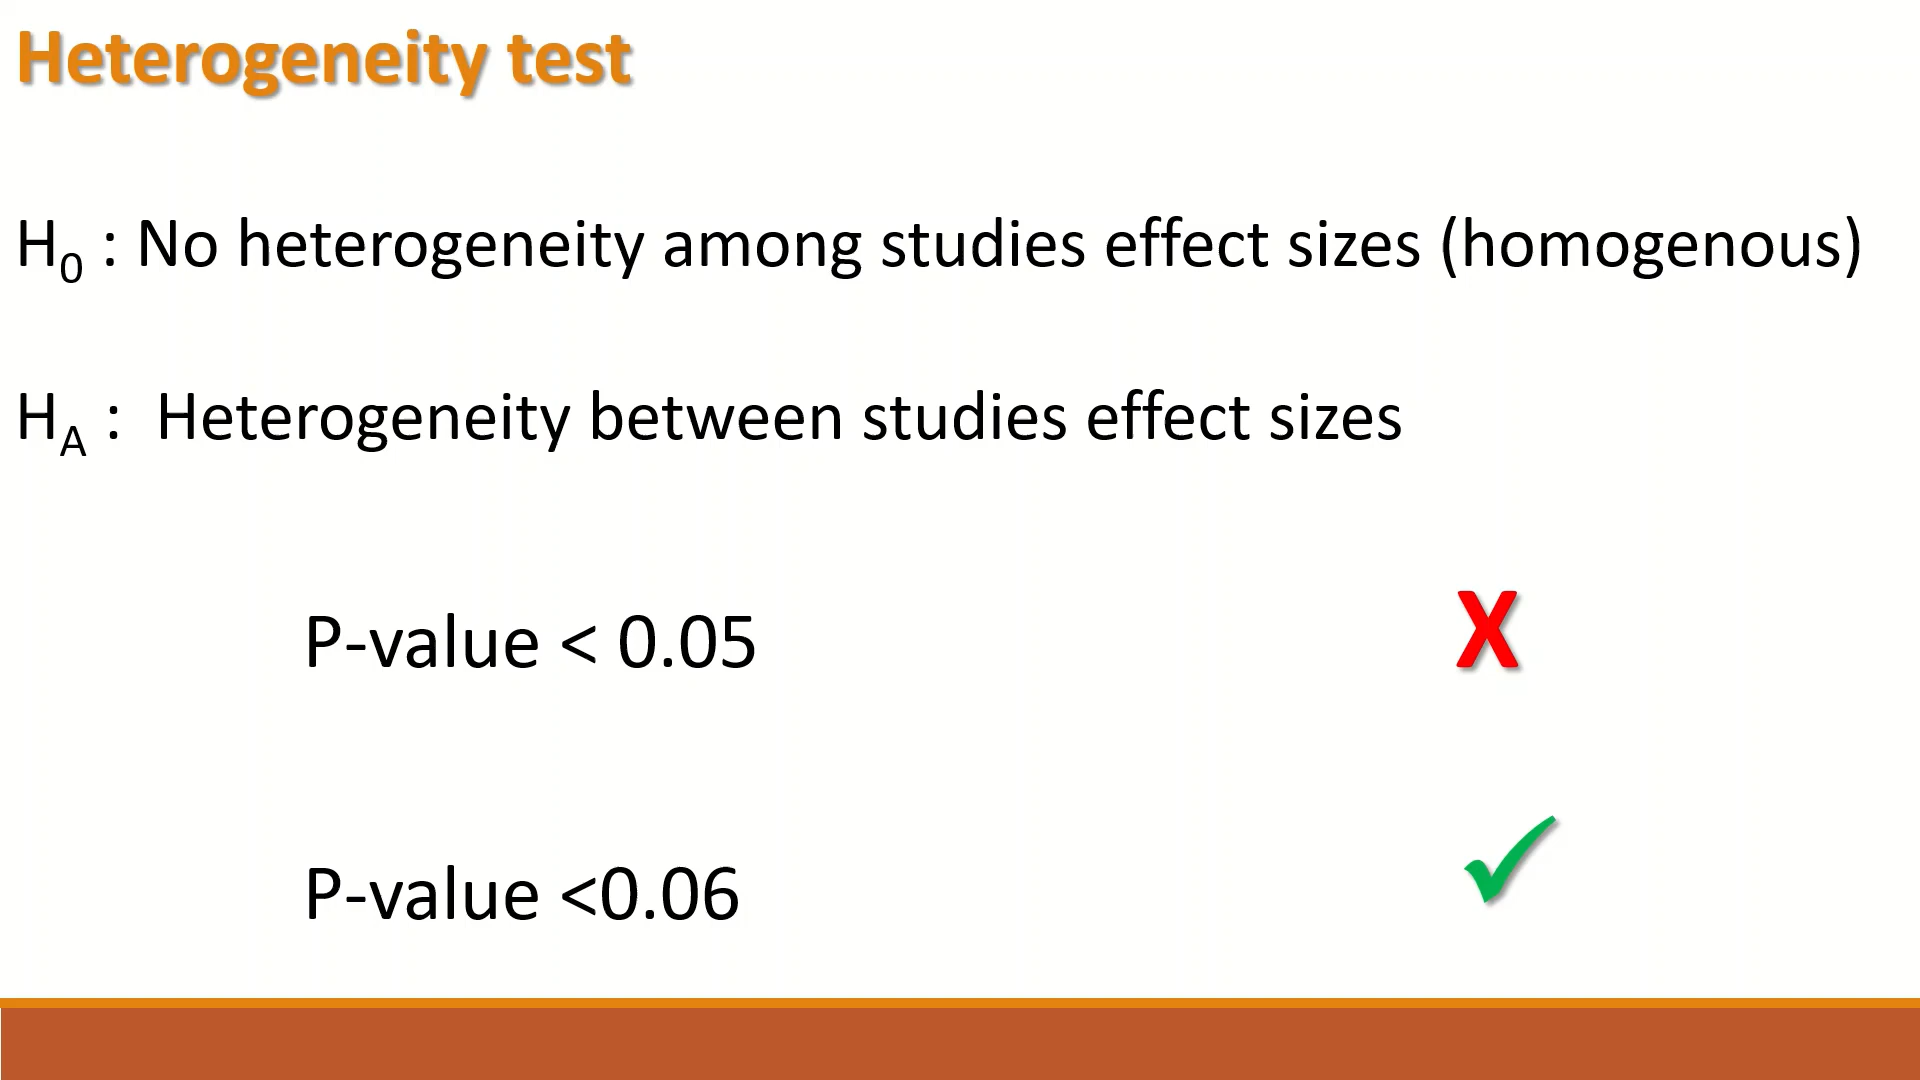 Heterogeneity test
H0 : No heterogeneity among studies effect sizes (homogenous)
HA : Heterogeneity between studies effect sizes
P-value < 0.05 X
P-value <0.06 ✓